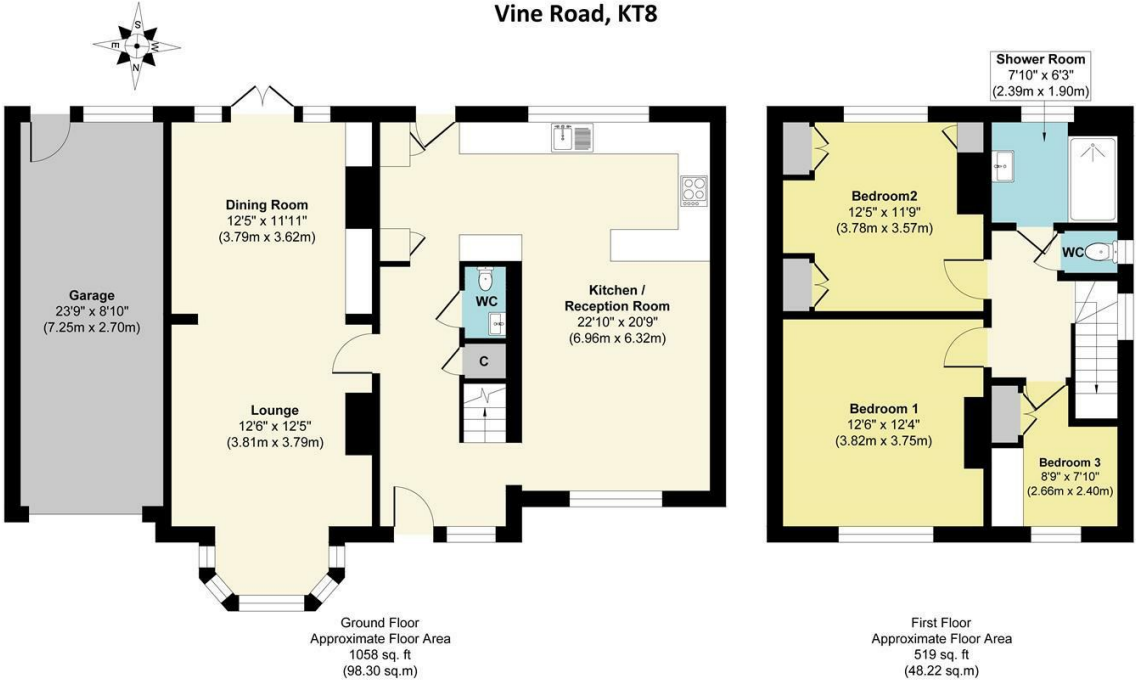 Vine Road, KT8
S
E
W
N
Shower Room
7'10" x 6'3"
(2.39m x 1.90m)
Dining Room
12'5" x 11'11"
(3.79m x 3.62m)
Garage
23'9" x 8'10"
(7.25m x 2.70m)
WC
C
Kitchen /
Reception Room
22'10" x 20'9"
(6.96m x 6.32m)
Lounge
12'6" x 12'5"
(3.81m x 3.79m)
Bedroom2
12'5" x 11'9"
(3.78m x 3.57m)
WC
Bedroom 1
12'6" x 12'4"
(3.82m x 3.75m)
Bedroom 3
8'9" x 7'10"
(2.66m x 2.40m)
Ground Floor
Approximate Floor Area
1058 sq. ft
(98.30 sq.m)
First Floor
Approximate Floor Area
519 sq. ft
(48.22 sq.m)